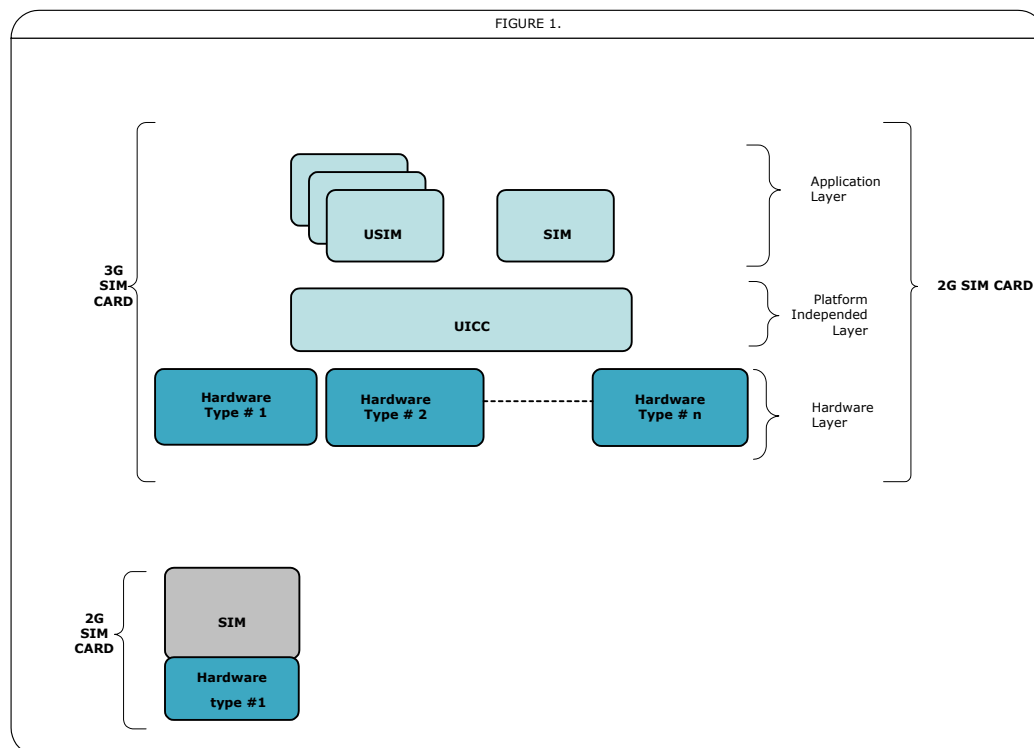 FIGURE 1.
Application
Layer
USIM
SIM
3G
SIM
CARD
2G SIM CARD
Platform
Independed
Layer
UICC
Hardware
Type # 1
Hardware
Type # 2
Hardware
Type # n
Hardware
Layer
2G
SIM
CARD
SIM
Hardware
type #1